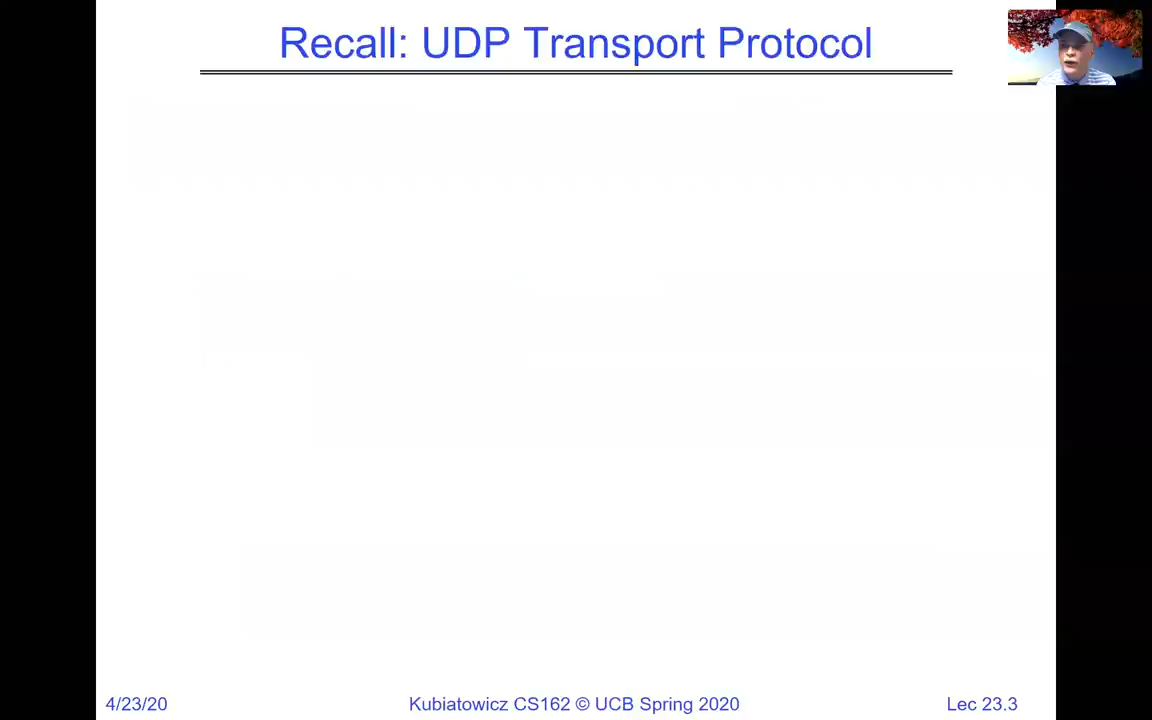 Recall: UDP Transport Protocol
4/23/20
Kubiatowicz CS162 © UCB Spring 2020
Lec 23.3